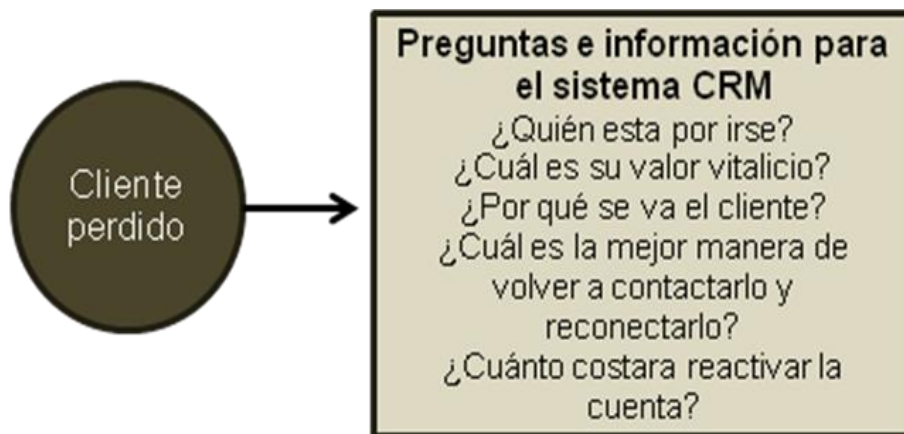 Cliente
perdido
Preguntas e información para
el sistema CRM
¿Quién esta por irse?
¿Cuál es su valor vitalicio?
¿Por qué se va el cliente?
¿Cuál es la mejor manera de
volver a contactarlo y
reconectarlo?
¿Cuánto costara reactivar la
cuenta?